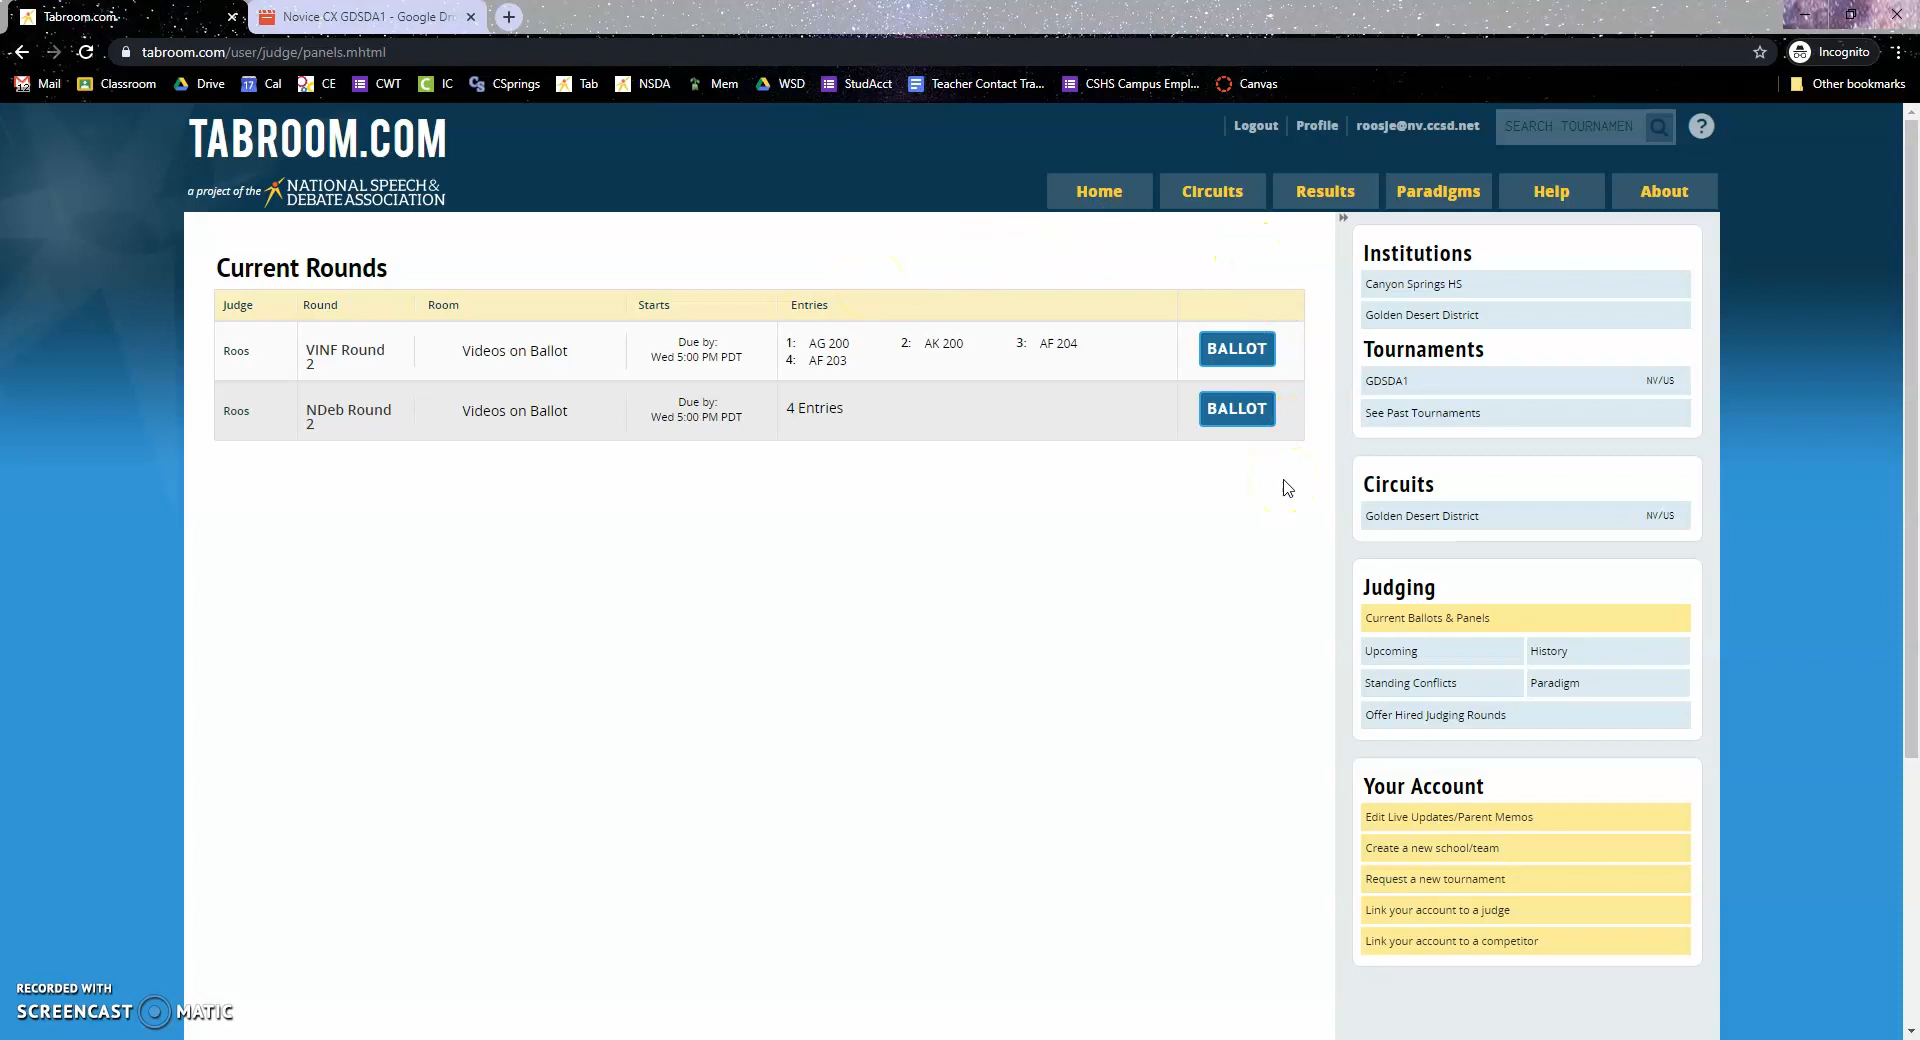 Tabroom.com
Novice CX GDSDA1 - Google Dr
tabroom.com/user/judge/panels.mhtml
Incognito
Mail Classroom Drive Cal CE CWT IC CSprings Tab NSDA Mem WSD StudAcct Teacher Contact Tra... CSHS Campus Empl... Canvas Other bookmarks
TABROOM.COM
a project of the NATIONAL SPEECH & DEBATE ASSOCIATION
Logout Profile roosje@nv.ccsd.net SEARCH TOURNAMEN ?
Home Circuits Results Paradigms Help About
Current Rounds
Judge Round Room Starts Entries
Roos VINF Round 2 Videos on Ballot Due by: Wed 5:00 PM PDT 1: AG 200 2: AK 200 3: AF 204 4: AF 203 BALLOT
Roos NDeb Round 2 Videos on Ballot Due by: Wed 5:00 PM PDT 4 Entries BALLOT
Institutions
Canyon Springs HS
Golden Desert District
Tournaments
GDSDA1 NV/US
See Past Tournaments
Circuits
Golden Desert District NV/US
Judging
Current Ballots & Panels
Upcoming History
Standing Conflicts Paradigm
Offer Hired Judging Rounds
Your Account
Edit Live Updates/Parent Memos
Create a new school/team
Request a new tournament
Link your account to a judge
Link your account to a competitor
RECORDED WITH
SCREENCAST MATIC